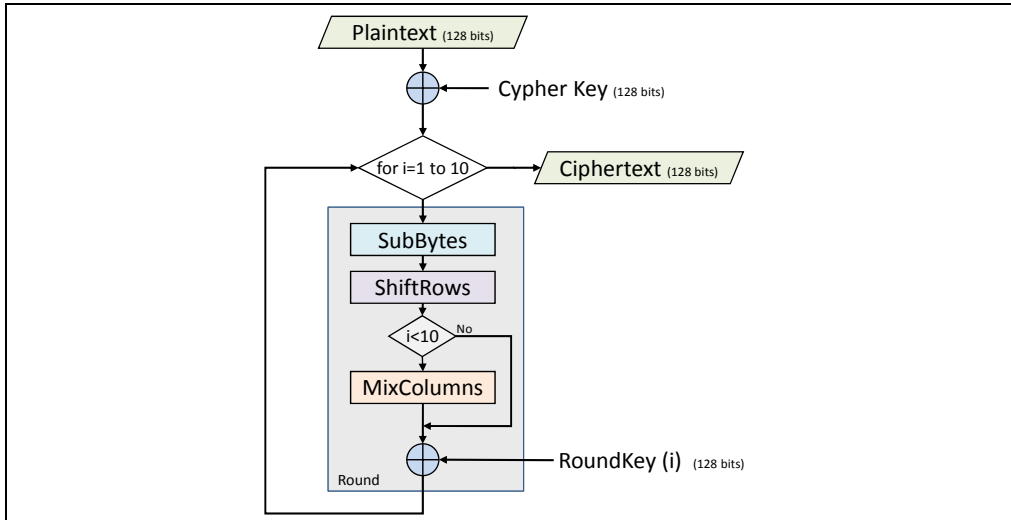 Plaintext (128 bits)
Cypher Key (128 bits)
for i=1 to 10
Ciphertext (128 bits)
SubBytes
ShiftRows
i<10
No
MixColumns
RoundKey (i) (128 bits)
Round